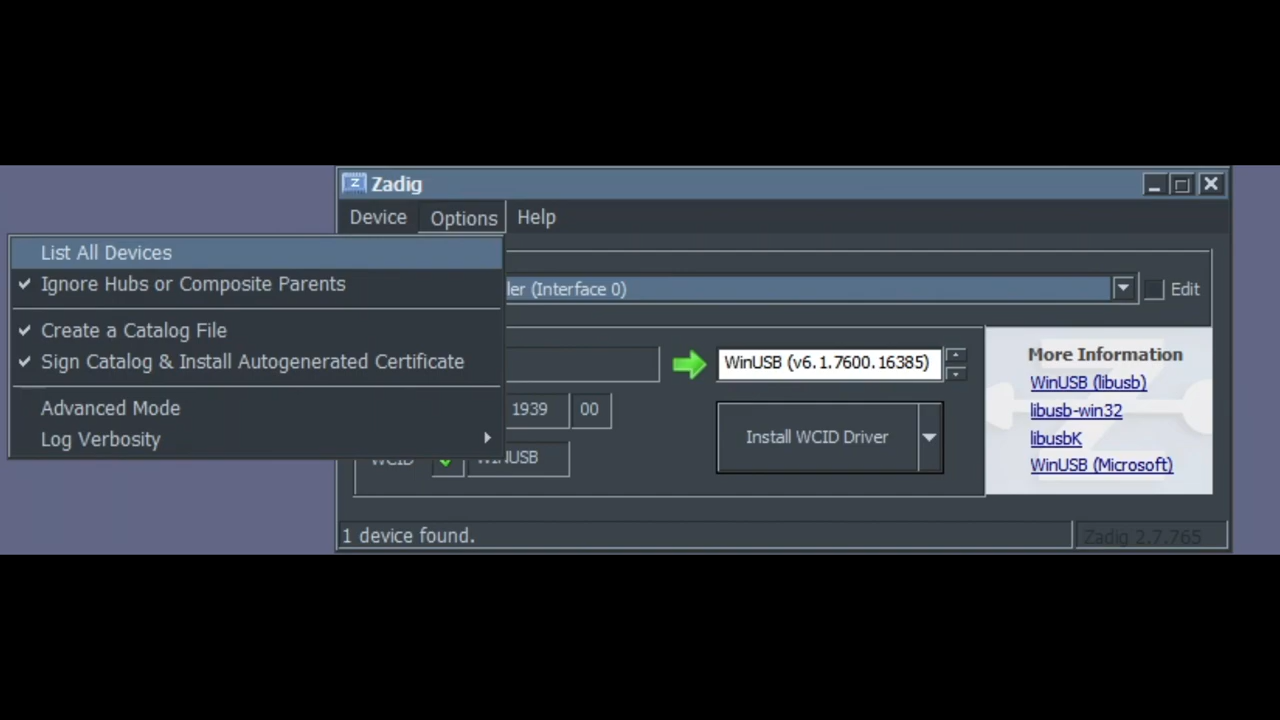 Zadig
Device Options Help
List All Devices
Ignore Hubs or Composite Parents
Create a Catalog File
Sign Catalog & Install Autogenerated Certificate
Advanced Mode
Log Verbosity
(Interface 0)
Edit
WinUSB (v6.1.7600.16385)
1939 00
Install WCID Driver
WCID WINUSB
More Information
WinUSB (libusb)
libusb-win32
libusbK
WinUSB (Microsoft)
1 device found.
Zadig 2.7.765